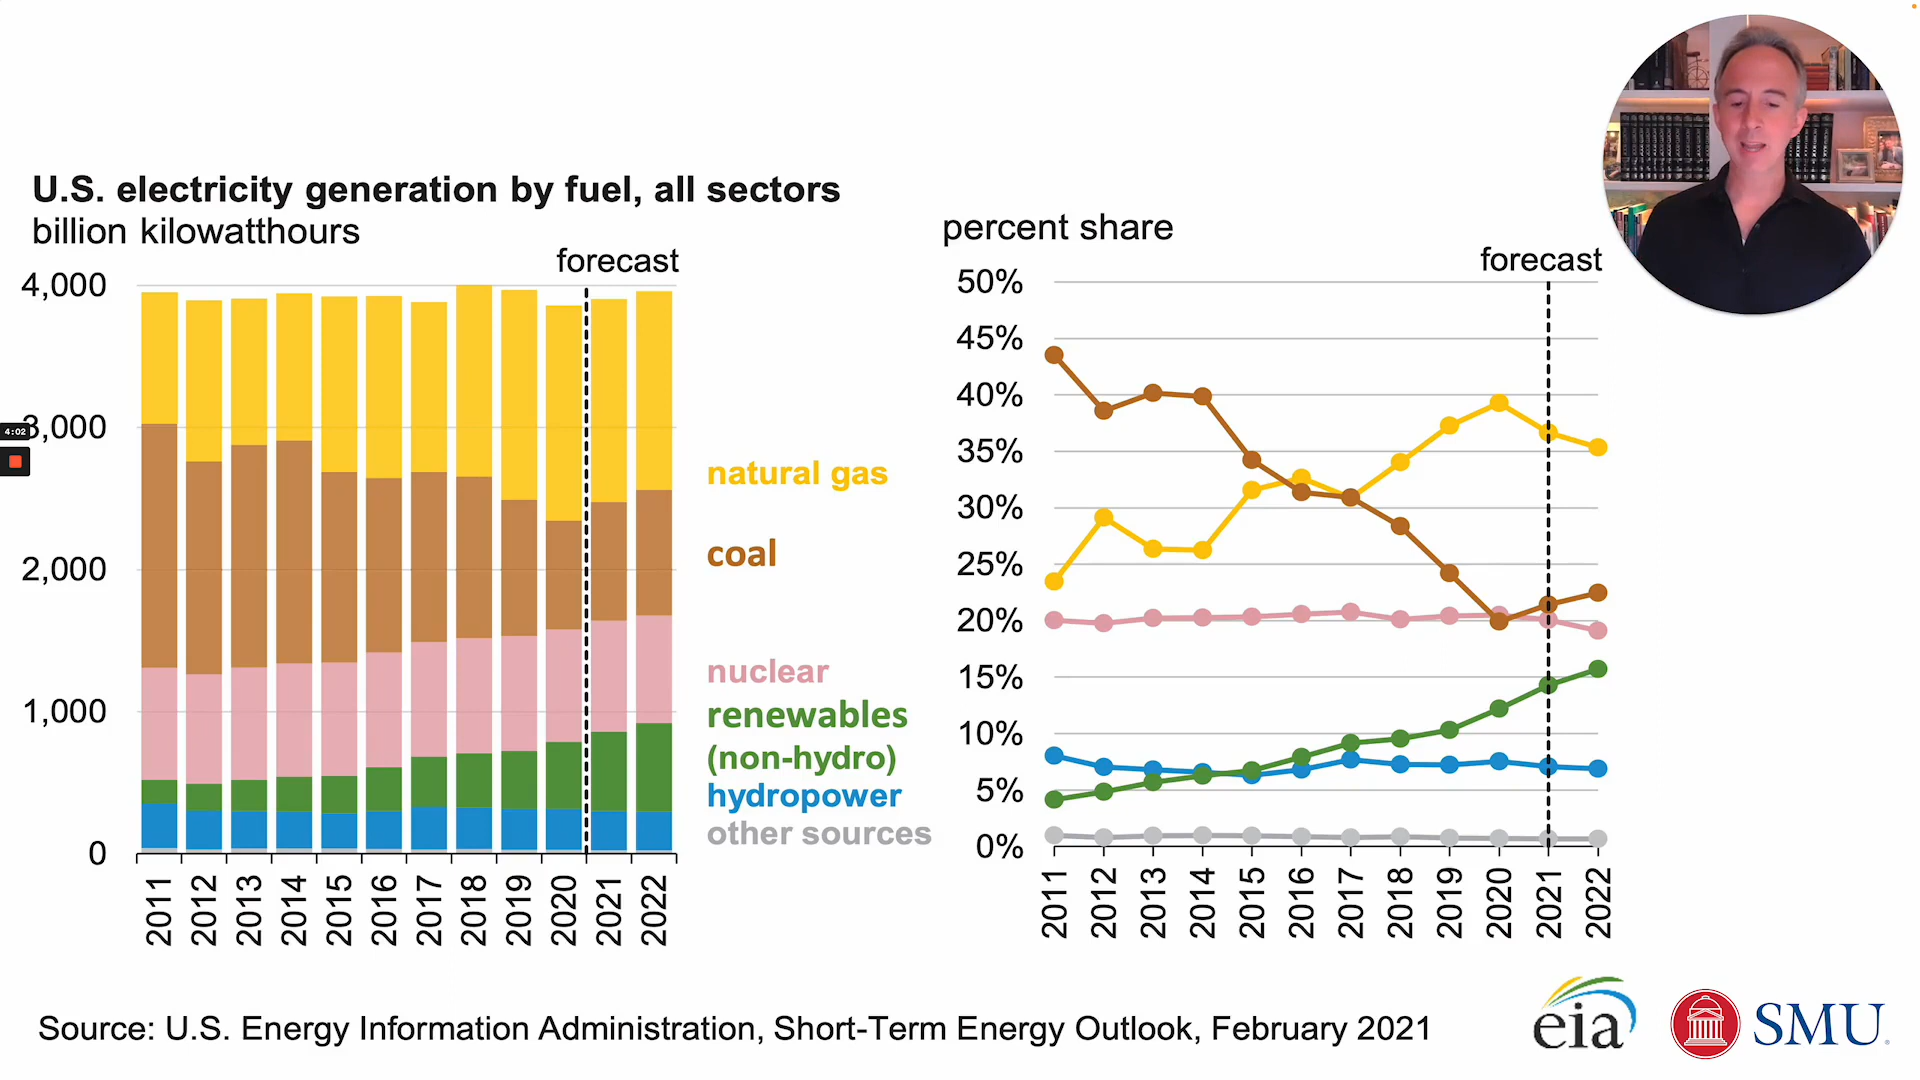 U.S. electricity generation by fuel, all sectors
billion kilowatthours
forecast
4,000
3,000
2,000
1,000
0
2011 2012 2013 2014 2015 2016 2017 2018 2019 2020 2021 2022
natural gas
coal
nuclear
renewables
(non-hydro)
hydropower
other sources
percent share
forecast
50%
45%
40%
35%
30%
25%
20%
15%
10%
5%
0%
2011 2012 2013 2014 2015 2016 2017 2018 2019 2020 2021 2022
4:02
Source: U.S. Energy Information Administration, Short-Term Energy Outlook, February 2021
eia
SMU